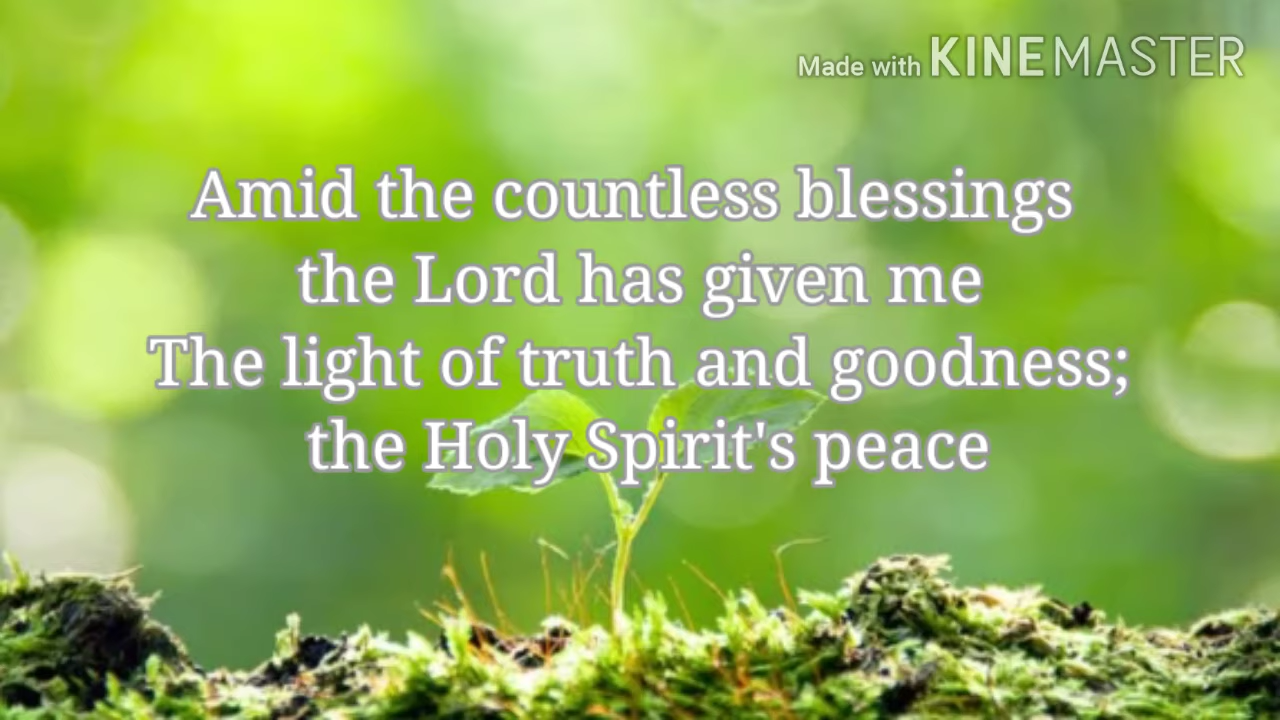 Made with KINEMASTER
Amid the countless blessings
the Lord has given me
The light of truth and goodness;
the Holy Spirit's peace